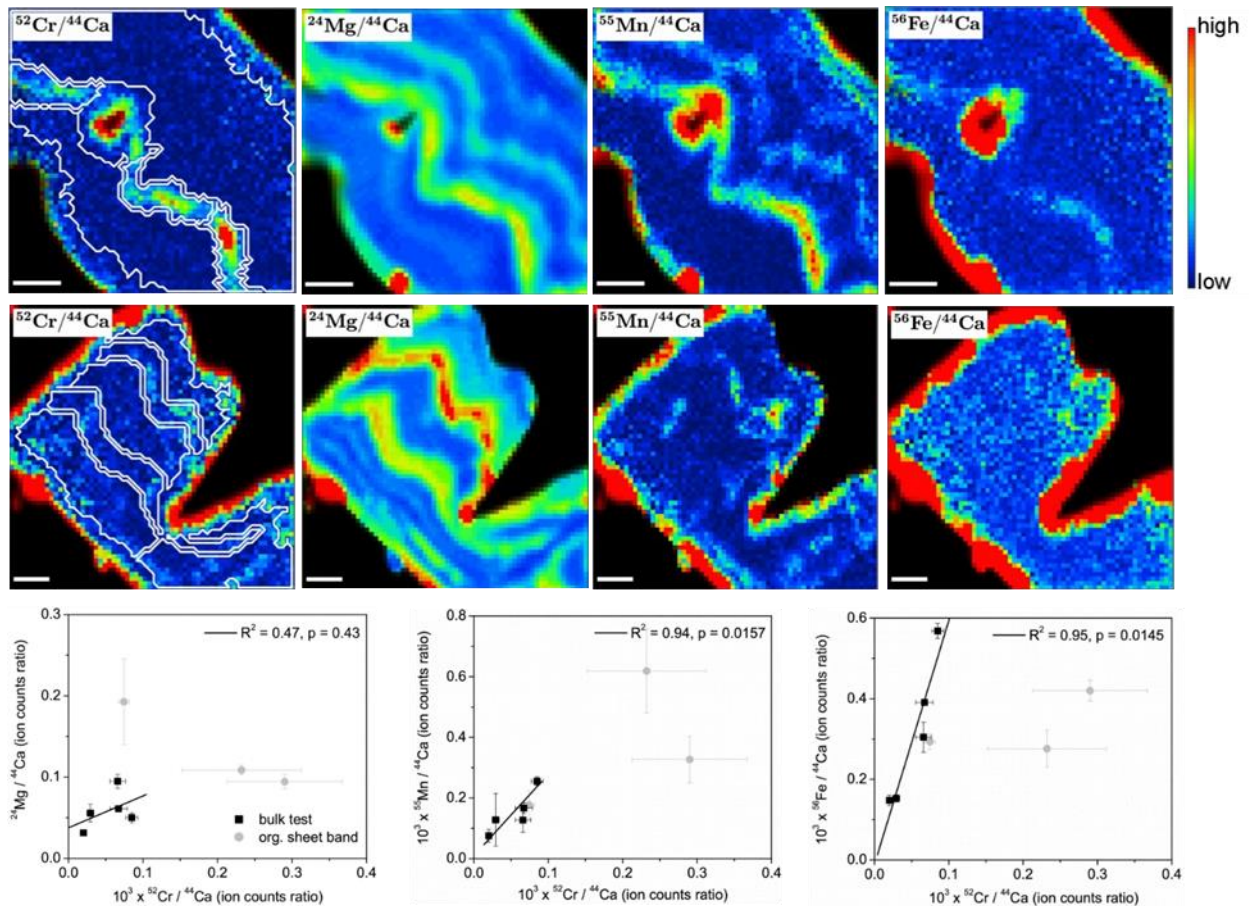 ⁵²Cr/⁴⁴Ca
²⁴Mg/⁴⁴Ca
⁵⁵Mn/⁴⁴Ca
⁵⁶Fe/⁴⁴Ca
high
low
⁵²Cr/⁴⁴Ca
²⁴Mg/⁴⁴Ca
⁵⁵Mn/⁴⁴Ca
⁵⁶Fe/⁴⁴Ca
²⁴Mg / ⁴⁴Ca (ion counts ratio)
0.3
0.2
0.1
0.0
R² = 0.47, p = 0.43
bulk test
org. sheet band
0.0 0.1 0.2 0.3 0.4
10³ x ⁵²Cr / ⁴⁴Ca (ion counts ratio)
10³ x ⁵⁵Mn / ⁴⁴Ca (ion counts ratio)
0.8
0.6
0.4
0.2
0.0
R² = 0.94, p = 0.0157
0.0 0.1 0.2 0.3 0.4
10³ x ⁵²Cr / ⁴⁴Ca (ion counts ratio)
10³ x ⁵⁶Fe / ⁴⁴Ca (ion counts ratio)
0.6
0.4
0.2
0.0
R² = 0.95, p = 0.0145
0.0 0.1 0.2 0.3 0.4
10³ x ⁵²Cr / ⁴⁴Ca (ion counts ratio)